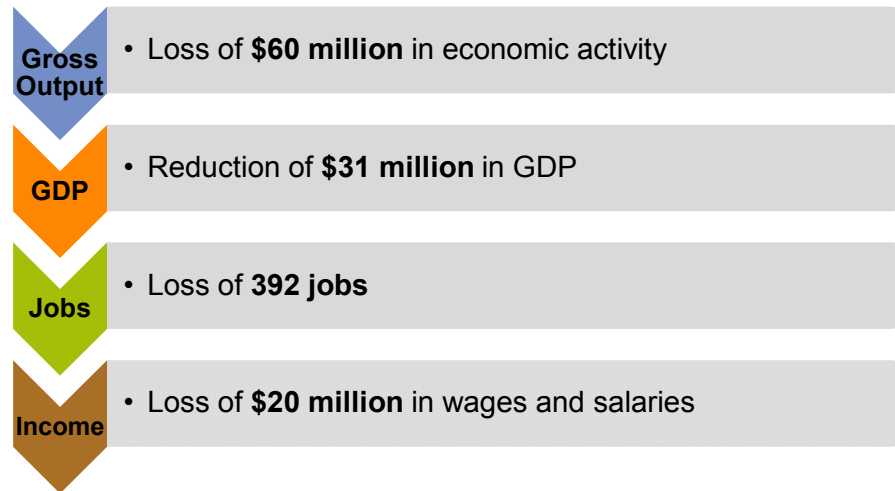 Gross
Output
• Loss of $60 million in economic activity
GDP
• Reduction of $31 million in GDP
Jobs
• Loss of 392 jobs
Income
• Loss of $20 million in wages and salaries